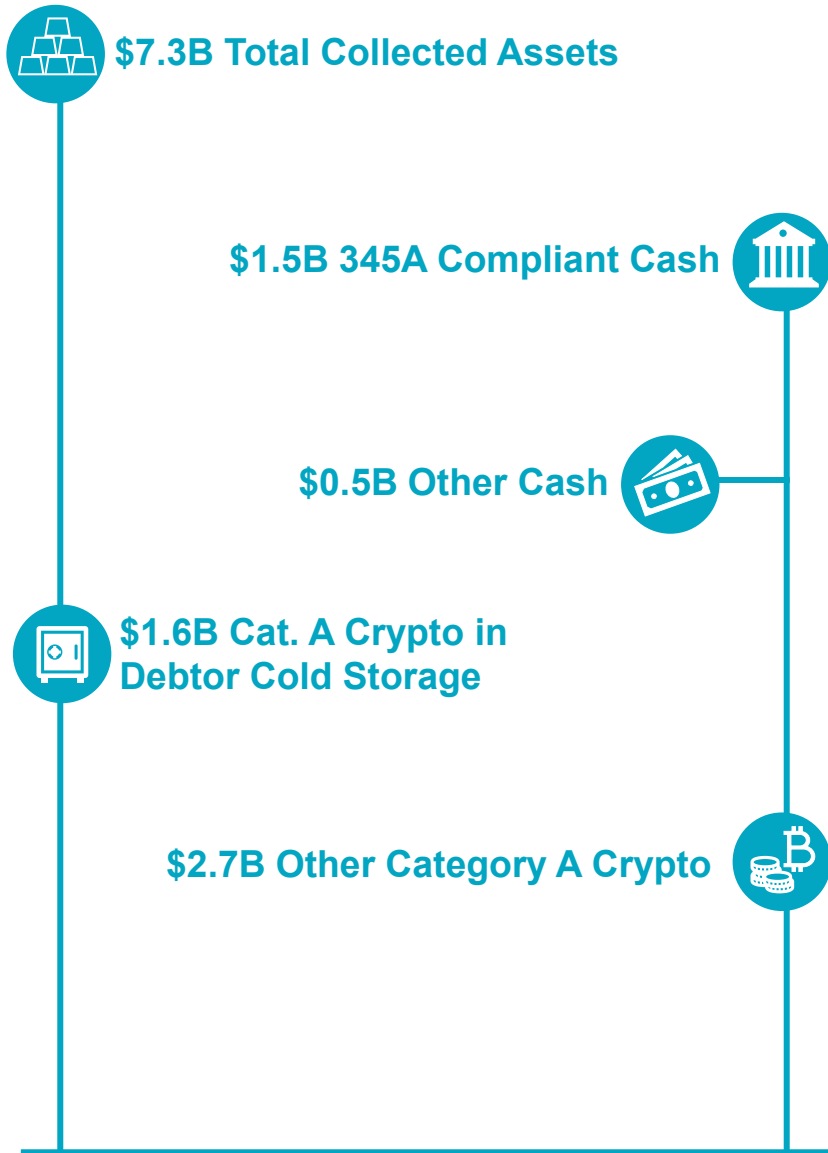 $7.3B Total Collected Assets
$1.5B 345A Compliant Cash
$0.5B Other Cash
$1.6B Cat. A Crypto in
Debtor Cold Storage
$2.7B Other Category A Crypto